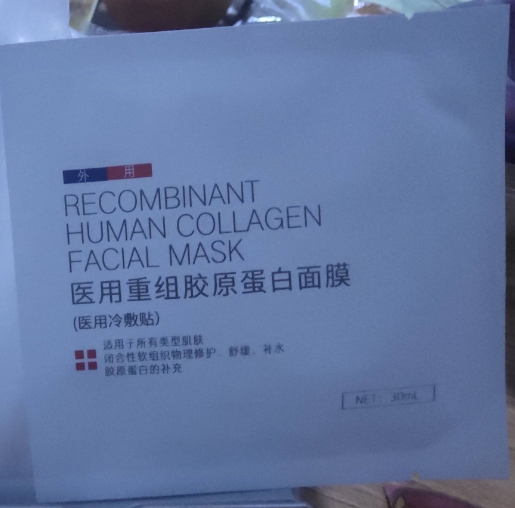 外 用
RECOMBINANT
HUMAN COLLAGEN
FACIAL MASK
医用重组胶原蛋白面膜
(医用冷敷贴)
适用于所有类型肌肤
闭合性软组织物理修护、舒缓、补水
胶原蛋白的补充
NET: 30mL